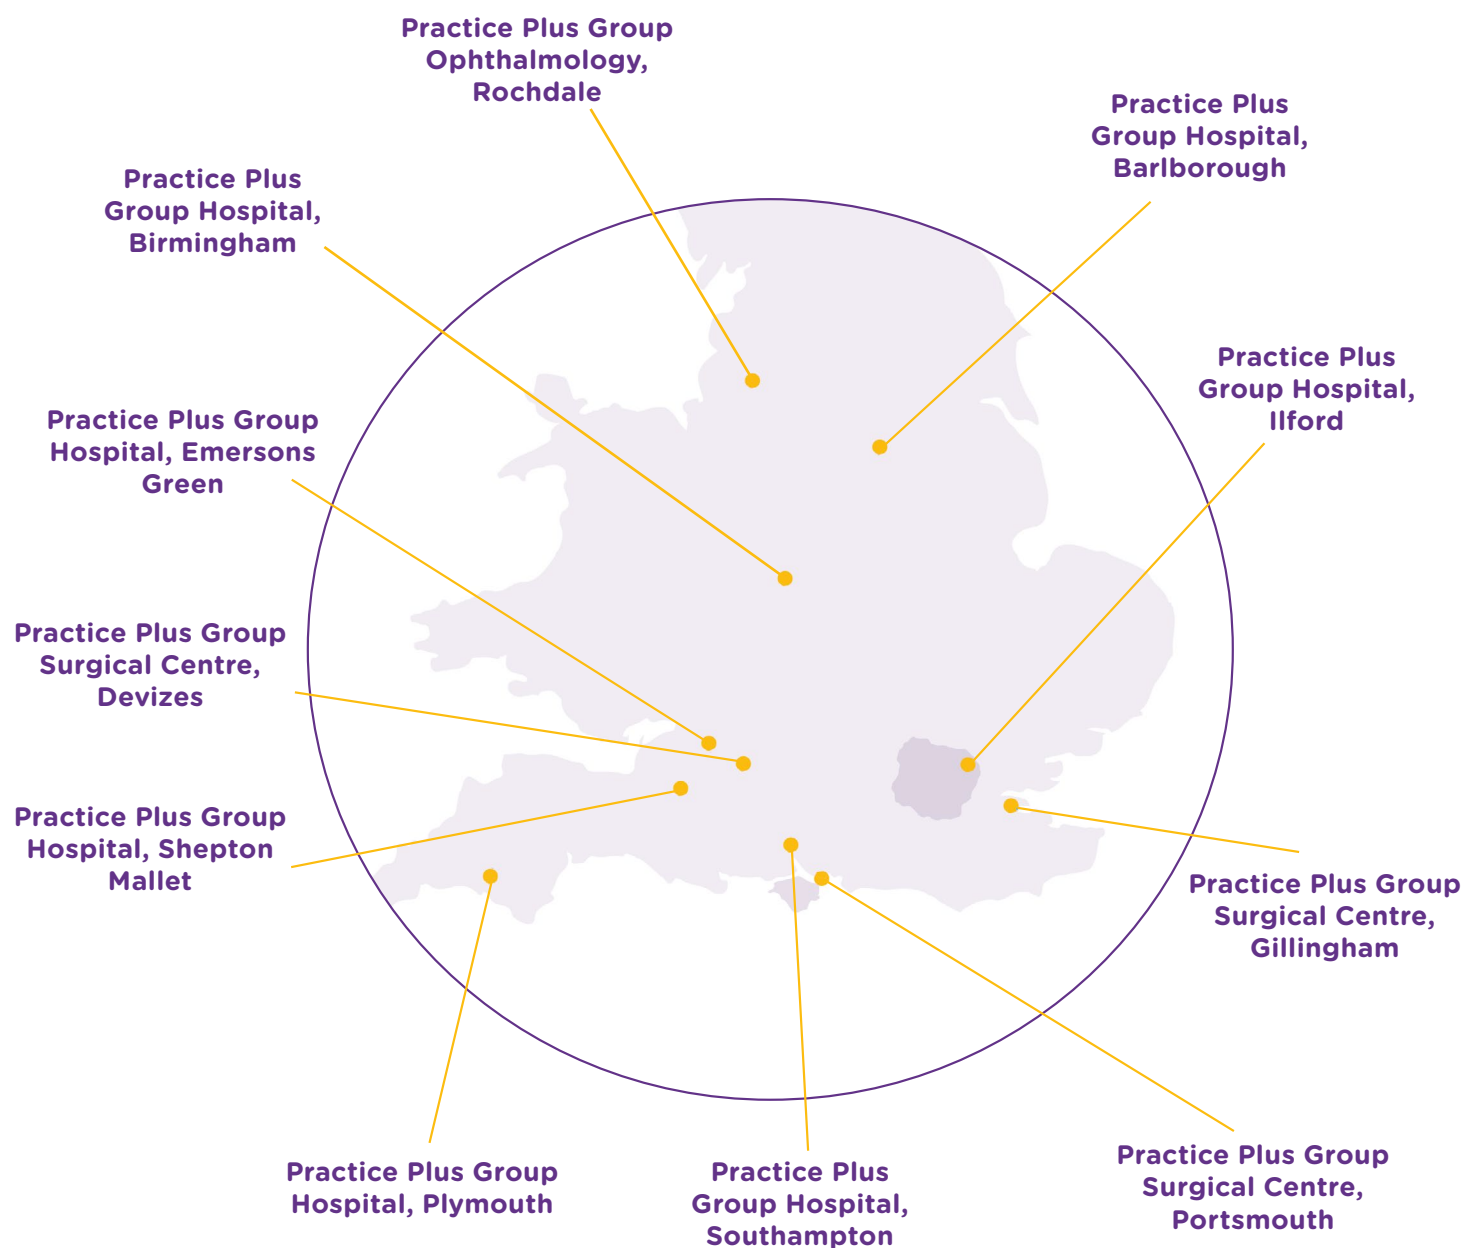 Practice Plus Group
Ophthalmology,
Rochdale
Practice Plus
Group Hospital,
Barlborough
Practice Plus
Group Hospital,
Birmingham
Practice Plus
Group Hospital,
Ilford
Practice Plus Group
Hospital, Emersons
Green
Practice Plus Group
Surgical Centre,
Devizes
Practice Plus Group
Hospital, Shepton
Mallet
Practice Plus Group
Surgical Centre,
Gillingham
Practice Plus Group
Hospital, Plymouth
Practice Plus
Group Hospital,
Southampton
Practice Plus Group
Surgical Centre,
Portsmouth